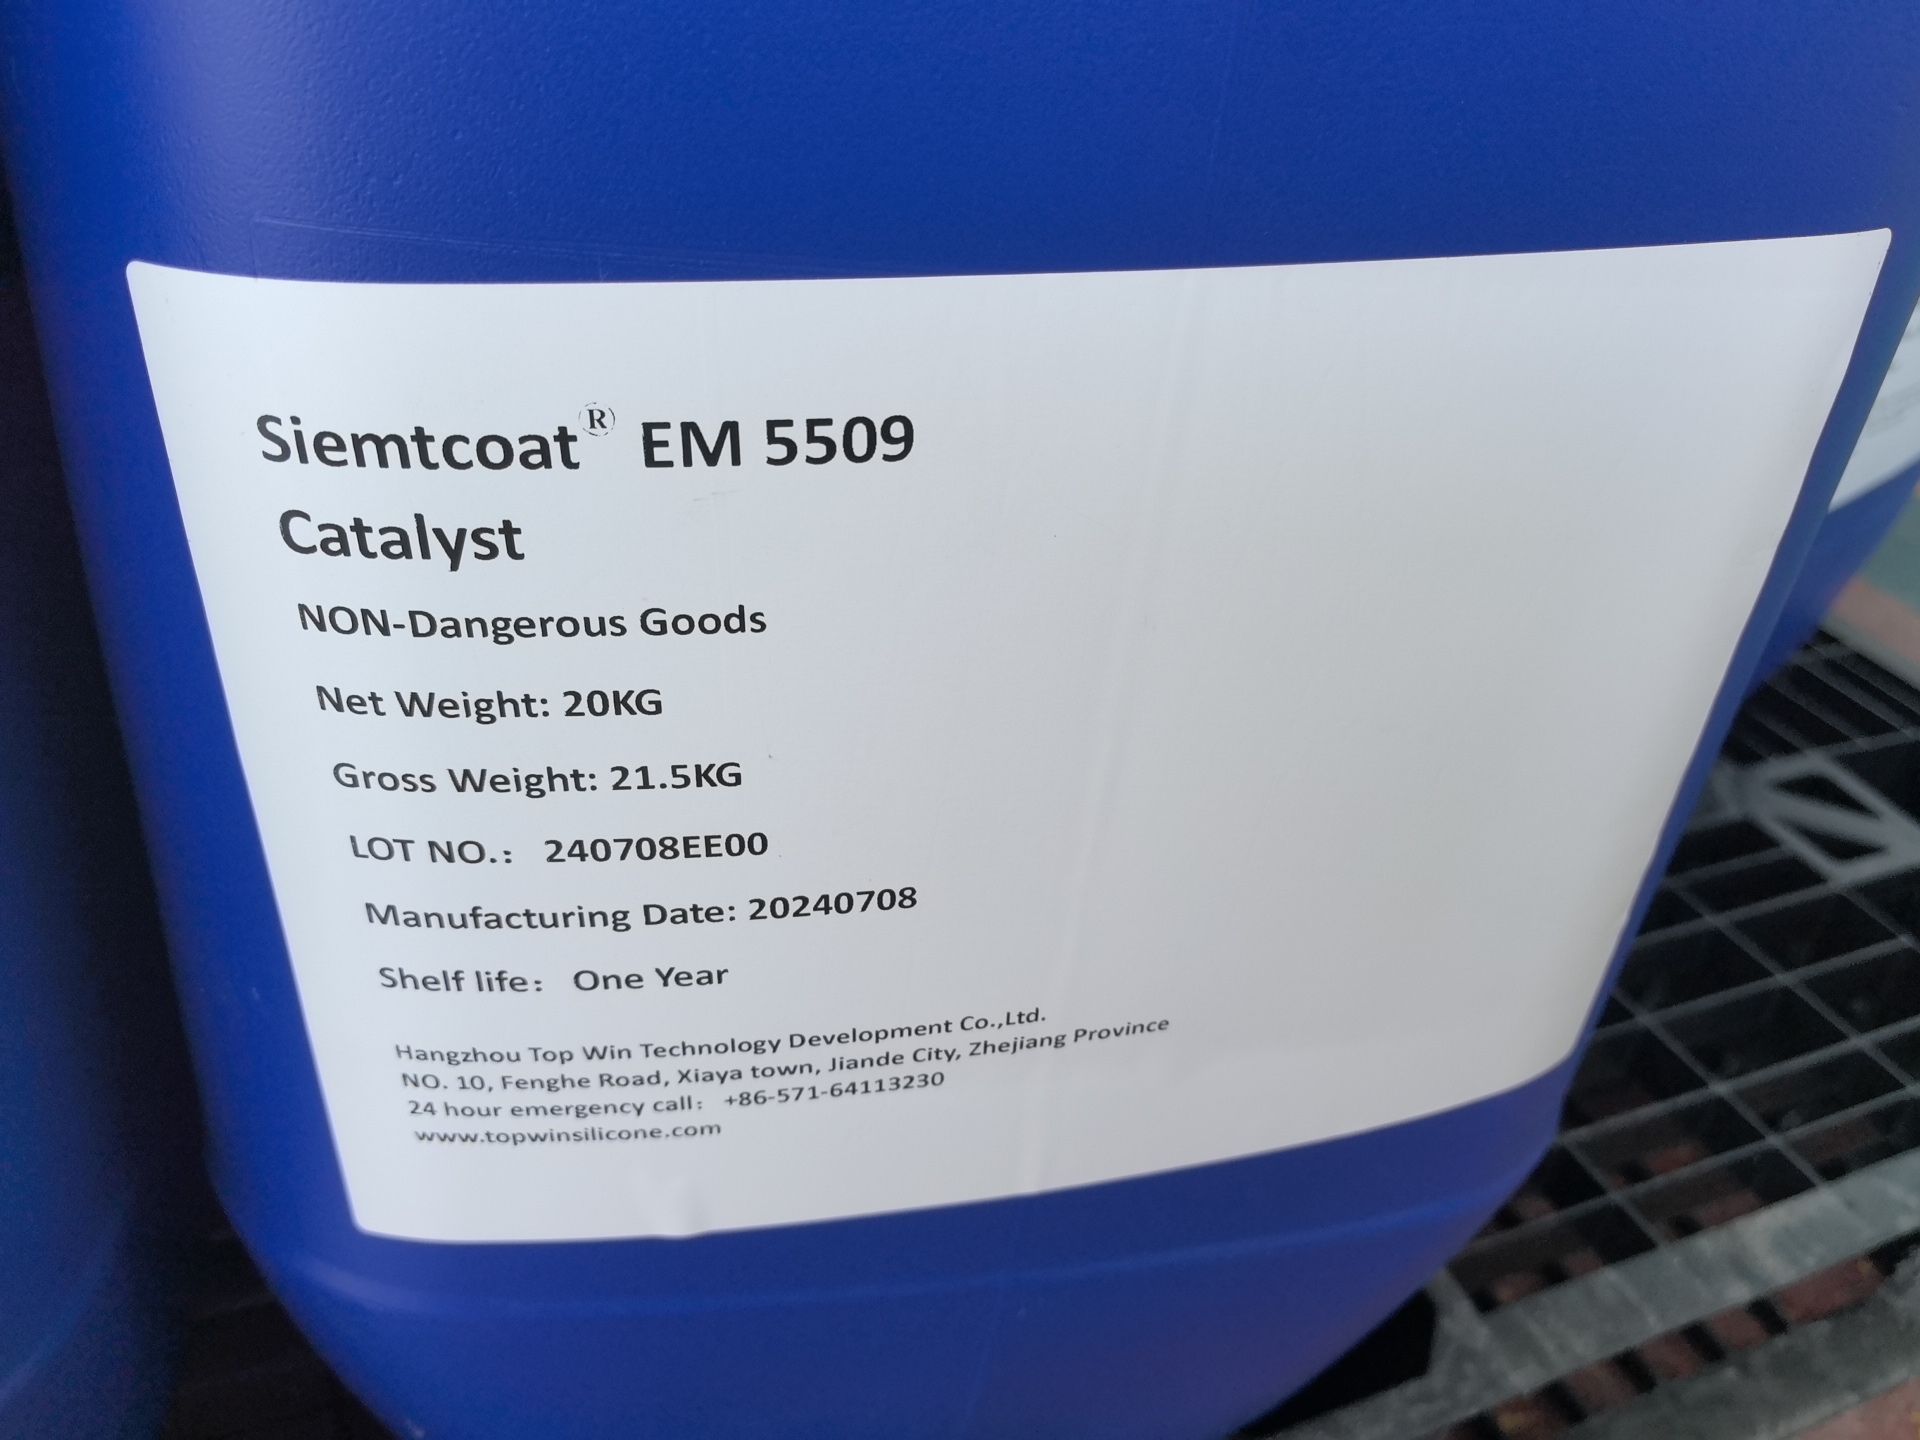 Siemtcoat® EM 5509
Catalyst
NON-Dangerous Goods
Net Weight: 20KG
Gross Weight: 21.5KG
LOT NO.: 240708EE00
Manufacturing Date: 20240708
Shelf life: One Year
Hangzhou Top Win Technology Development Co.,Ltd.
NO. 10, Fenghe Road, Xiaya town, Jiande City, Zhejiang Province
24 hour emergency call: +86-571-64113230
www.topwinsilicone.com